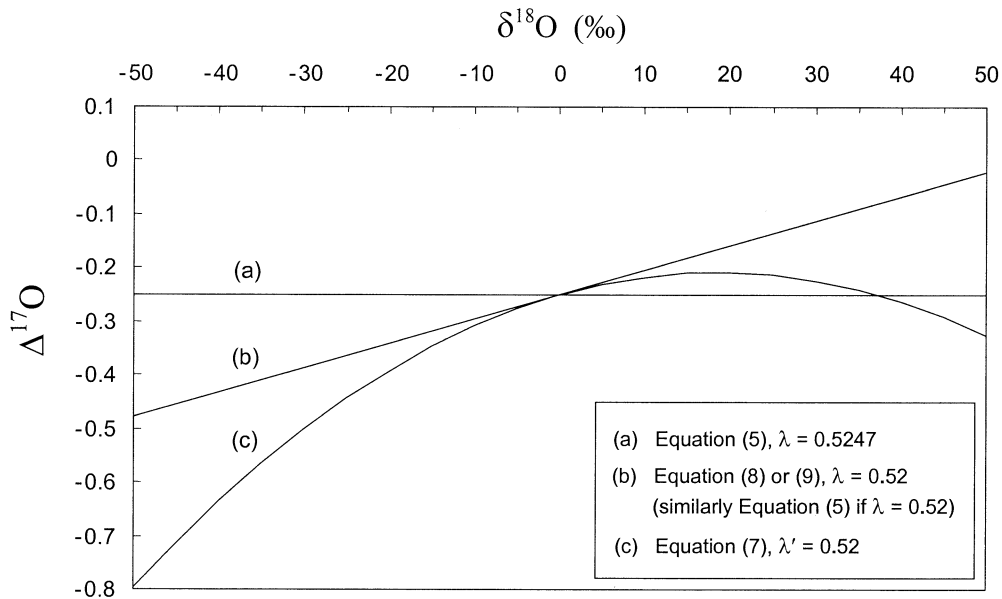 δ18O (‰)
-50 -40 -30 -20 -10 0 10 20 30 40 50
0.1
0
-0.1
-0.2
-0.3
-0.4
-0.5
-0.6
-0.7
-0.8
Δ17O
(a)
(b)
(c)
(a) Equation (5), λ = 0.5247
(b) Equation (8) or (9), λ = 0.52
(similarly Equation (5) if λ = 0.52)
(c) Equation (7), λ′ = 0.52